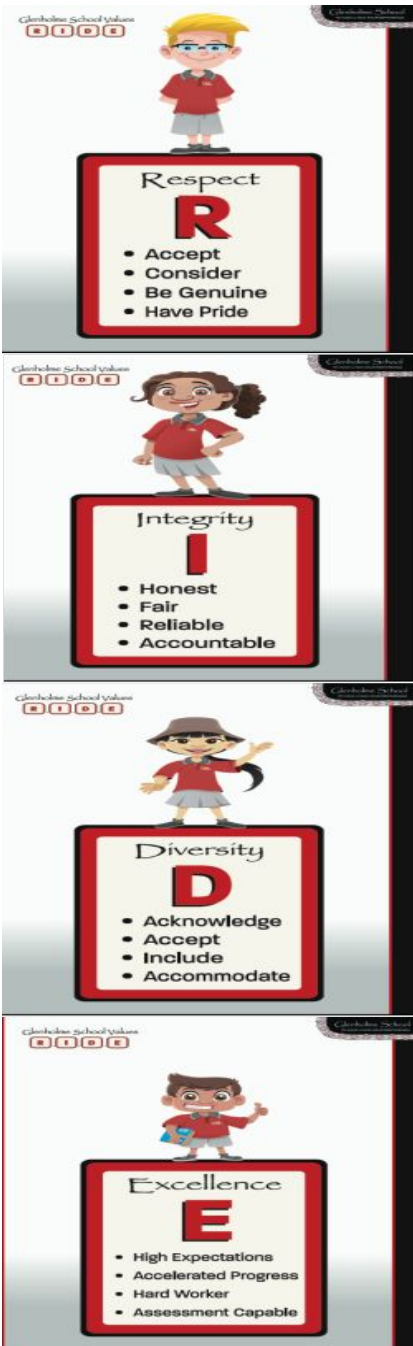 Glenholme School Values
R I D E
Glenholme School
Respect
R
• Accept
• Consider
• Be Genuine
• Have Pride
Glenholme School Values
R I D E
Glenholme School
Integrity
I
• Honest
• Fair
• Reliable
• Accountable
Glenholme School Values
R I D E
Glenholme School
Diversity
D
• Acknowledge
• Accept
• Include
• Accommodate
Glenholme School Values
R I D E
Glenholme School
Excellence
E
• High Expectations
• Accelerated Progress
• Hard Worker
• Assessment Capable